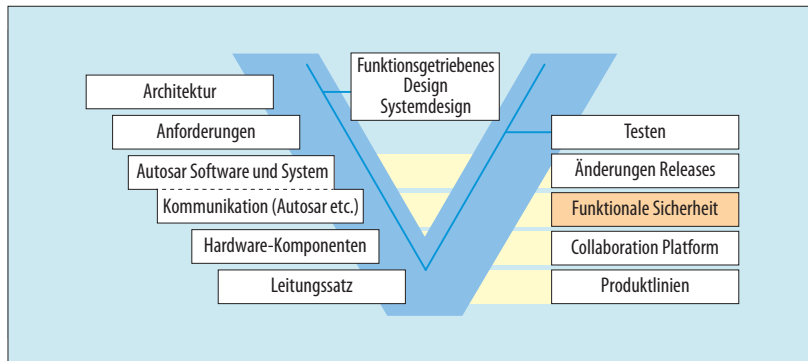 Funktionsgetriebenes
Design
Systemdesign
Architektur
Anforderungen
Autosar Software und System
Kommunikation (Autosar etc.)
Hardware-Komponenten
Leitungssatz
Testen
Änderungen Releases
Funktionale Sicherheit
Collaboration Platform
Produktlinien